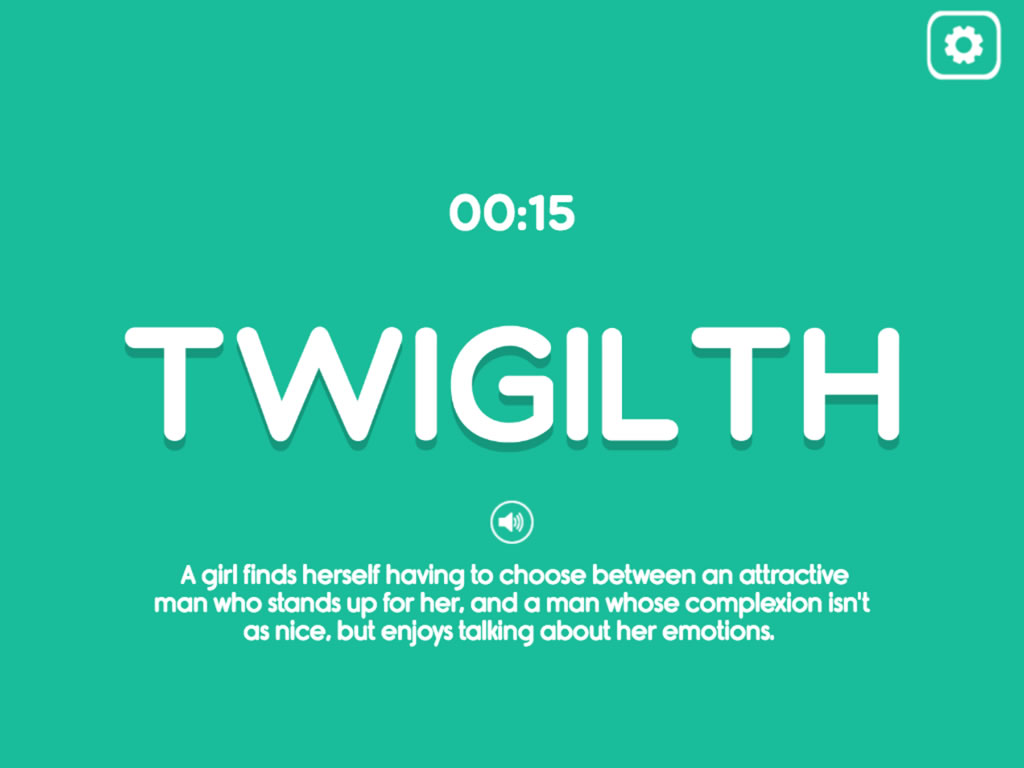 00:15
TWIGILTH
A girl finds herself having to choose between an attractive
man who stands up for her, and a man whose complexion isn't
as nice, but enjoys talking about her emotions.